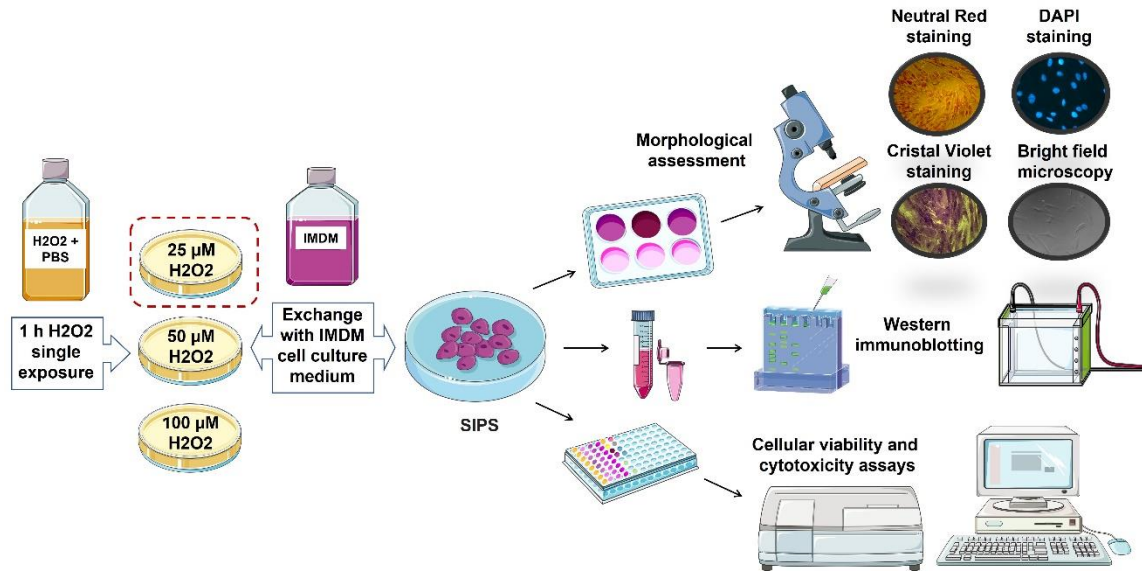 H2O2 +
PBS
1 h H2O2
single
exposure
25 µM
H2O2
50 µM
H2O2
100 µM
H2O2
IMDM
Exchange
with IMDM
cell culture
medium
SIPS
Morphological
assessment
Neutral Red
staining
DAPI
staining
Cristal Violet
staining
Bright field
microscopy
Western
immunoblotting
Cellular viability and
cytotoxicity assays